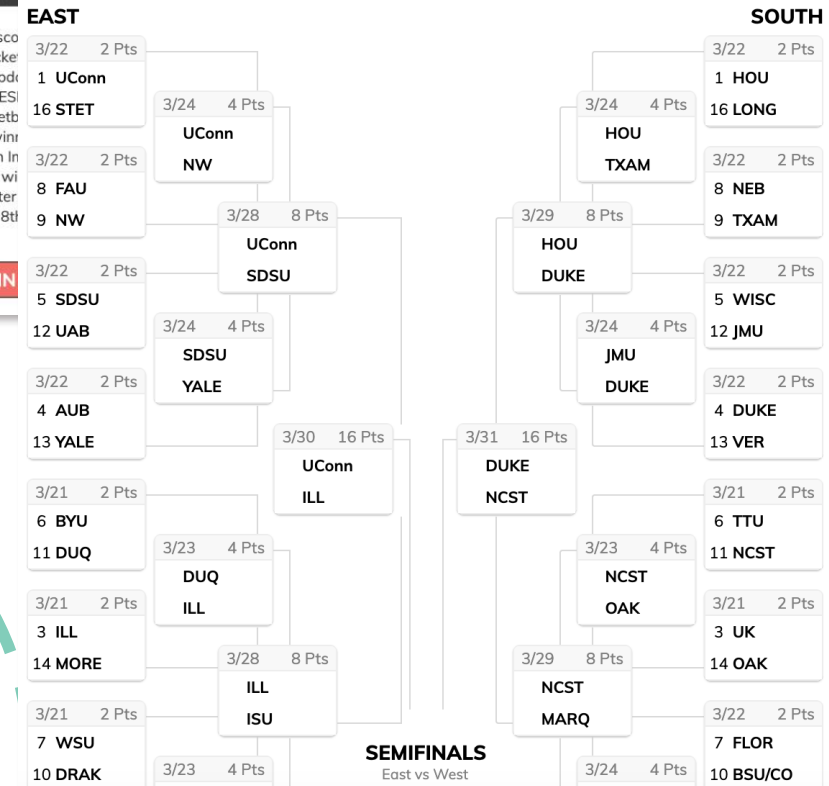 EAST
3/22 2 Pts
1 UConn
16 STET
3/22 2 Pts
8 FAU
9 NW
3/22 2 Pts
5 SDSU
12 UAB
3/22 2 Pts
4 AUB
13 YALE
3/21 2 Pts
6 BYU
11 DUQ
3/21 2 Pts
3 ILL
14 MORE
3/21 2 Pts
7 WSU
10 DRAK
3/24 4 Pts
UConn
NW
3/24 4 Pts
SDSU
YALE
3/23 4 Pts
DUQ
ILL
3/23 4 Pts
3/28 8 Pts
UConn
SDSU
3/28 8 Pts
ILL
ISU
3/30 16 Pts
UConn
ILL
SEMIFINALS
East vs West
3/31 16 Pts
DUKE
NCST
3/29 8 Pts
HOU
DUKE
3/29 8 Pts
NCST
MARQ
3/24 4 Pts
HOU
TXAM
3/24 4 Pts
JMU
DUKE
3/23 4 Pts
NCST
OAK
3/24 4 Pts
SOUTH
3/22 2 Pts
1 HOU
16 LONG
3/22 2 Pts
8 NEB
9 TXAM
3/22 2 Pts
5 WISC
12 JMU
3/22 2 Pts
4 DUKE
13 VER
3/21 2 Pts
6 TTU
11 NCST
3/21 2 Pts
3 UK
14 OAK
3/22 2 Pts
7 FLOR
10 BSU/CO